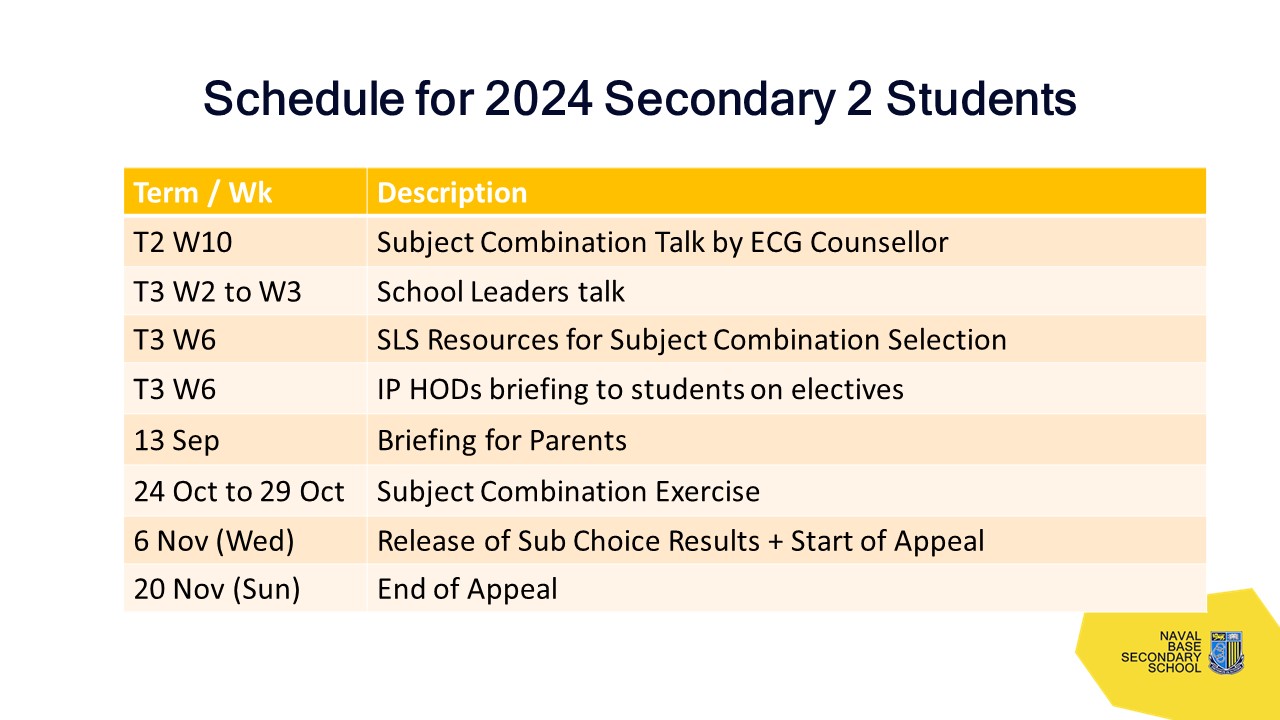 Schedule for 2024 Secondary 2 Students
Term / Wk Description
T2 W10 Subject Combination Talk by ECG Counsellor
T3 W2 to W3 School Leaders talk
T3 W6 SLS Resources for Subject Combination Selection
T3 W6 IP HODs briefing to students on electives
13 Sep Briefing for Parents
24 Oct to 29 Oct Subject Combination Exercise
6 Nov (Wed) Release of Sub Choice Results + Start of Appeal
20 Nov (Sun) End of Appeal
NAVAL
BASE
SECONDARY
SCHOOL